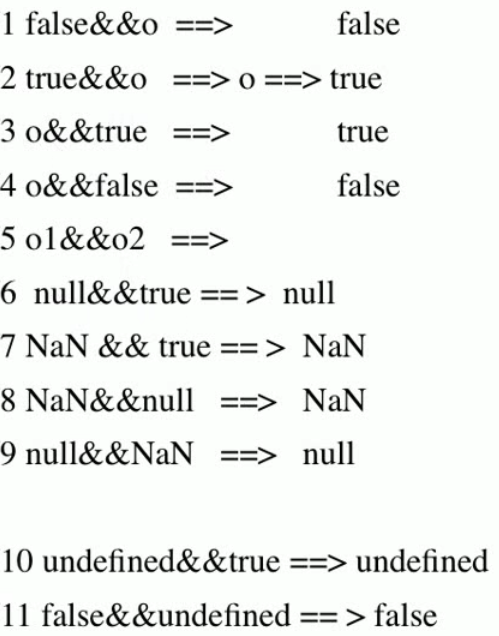 1 false&&o ==> false
2 true&&o ==> o ==> true
3 o&&true ==> true
4 o&&false ==> false
5 o1&&o2 ==>
6 null&&true == > null
7 NaN && true == > NaN
8 NaN&&null ==> NaN
9 null&&NaN ==> null
10 undefined&&true ==> undefined
11 false&&undefined == > false